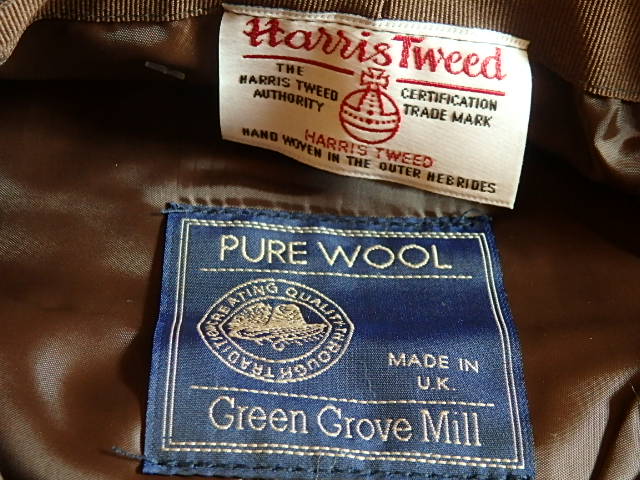 Harris Tweed
THE
HARRIS TWEED
AUTHORITY
CERTIFICATION
TRADE MARK
HARRIS TWEED
HAND WOVEN IN THE OUTER HEBRIDES
PURE WOOL
CREATING QUALITY THROUGH TRADITION
MADE IN
U.K.
Green Grove Mill